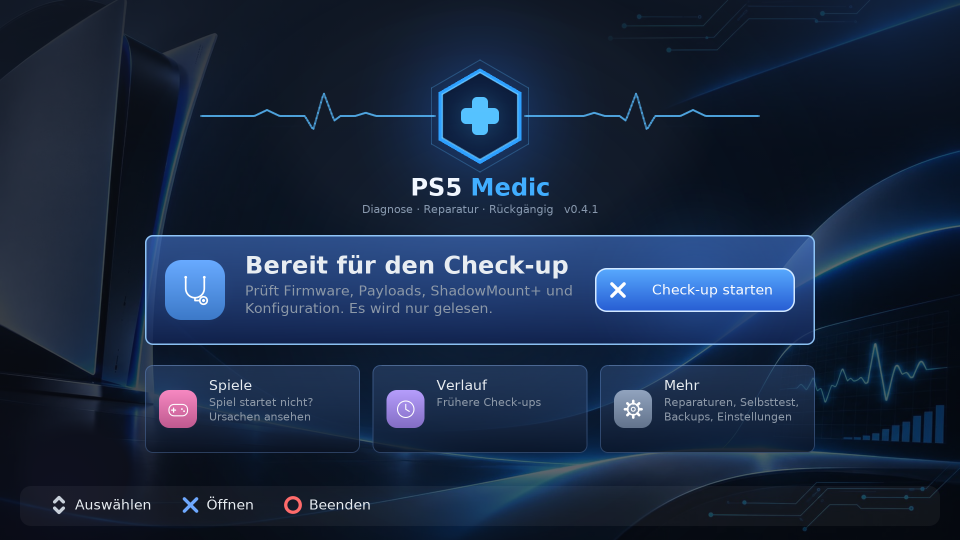 PS5 Medic
Diagnose · Reparatur · Rückgängig v0.4.1
Bereit für den Check-up
Prüft Firmware, Payloads, ShadowMount+ und
Konfiguration. Es wird nur gelesen.
Check-up starten
Spiele
Spiel startet nicht?
Ursachen ansehen
Verlauf
Frühere Check-ups
Mehr
Reparaturen, Selbsttest,
Backups, Einstellungen
Auswählen
Öffnen
Beenden